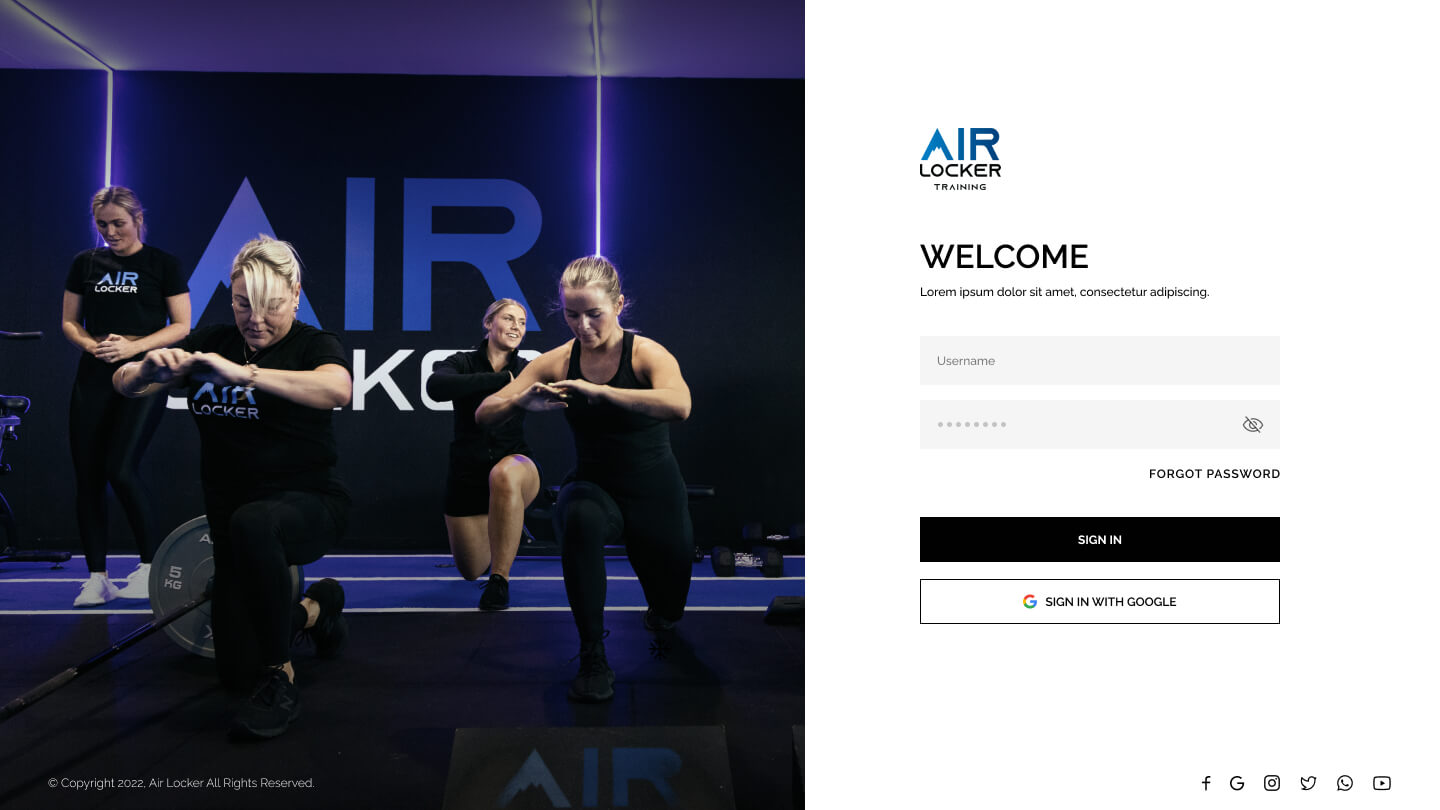 AIR
LOCKER
AIR
LOCKER
AIR
5
KG
AIR
© Copyright 2022, Air Locker All Rights Reserved.
AIR
LOCKER
TRAINING
WELCOME
Lorem ipsum dolor sit amet, consectetur adipiscing.
Username
FORGOT PASSWORD
SIGN IN
SIGN IN WITH GOOGLE